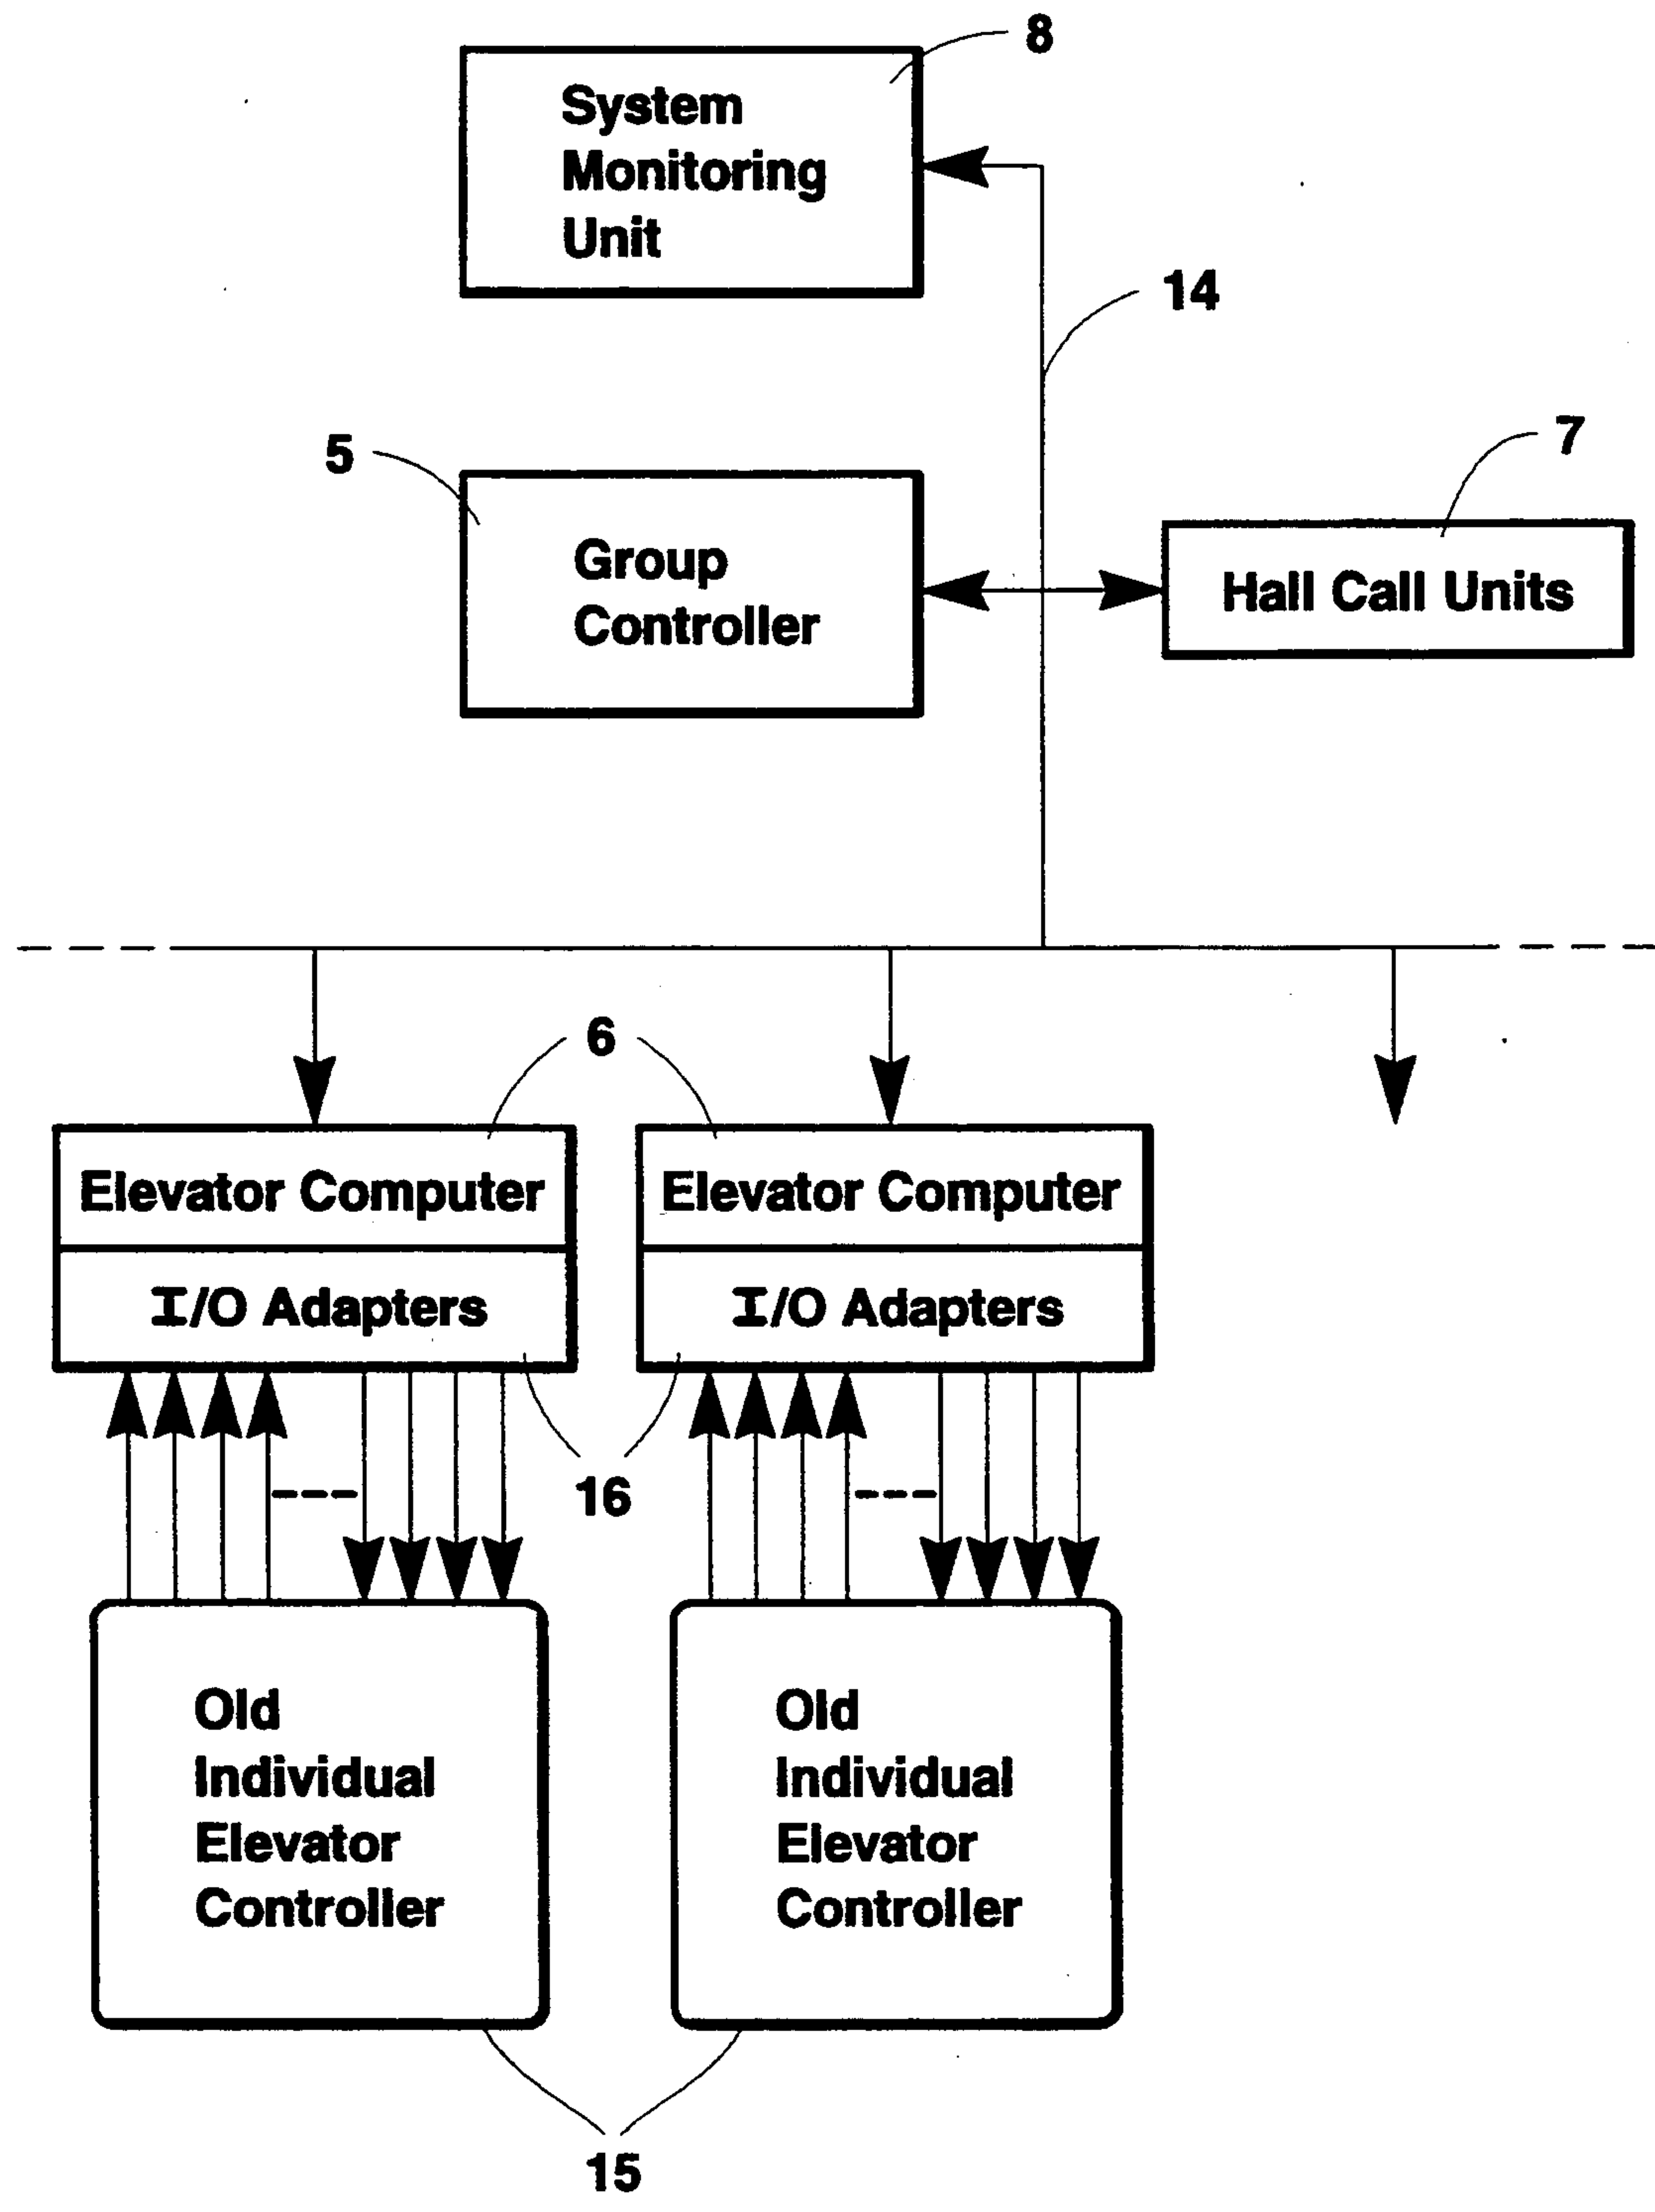 8
System
Monitoring
Unit
14
5
7
Group
Controller
Hall Call Units
6
Elevator Computer
Elevator Computer
I/O Adapters
I/O Adapters
16
Old
Individual
Elevator
Controller
Old
Individual
Elevator
Controller
15